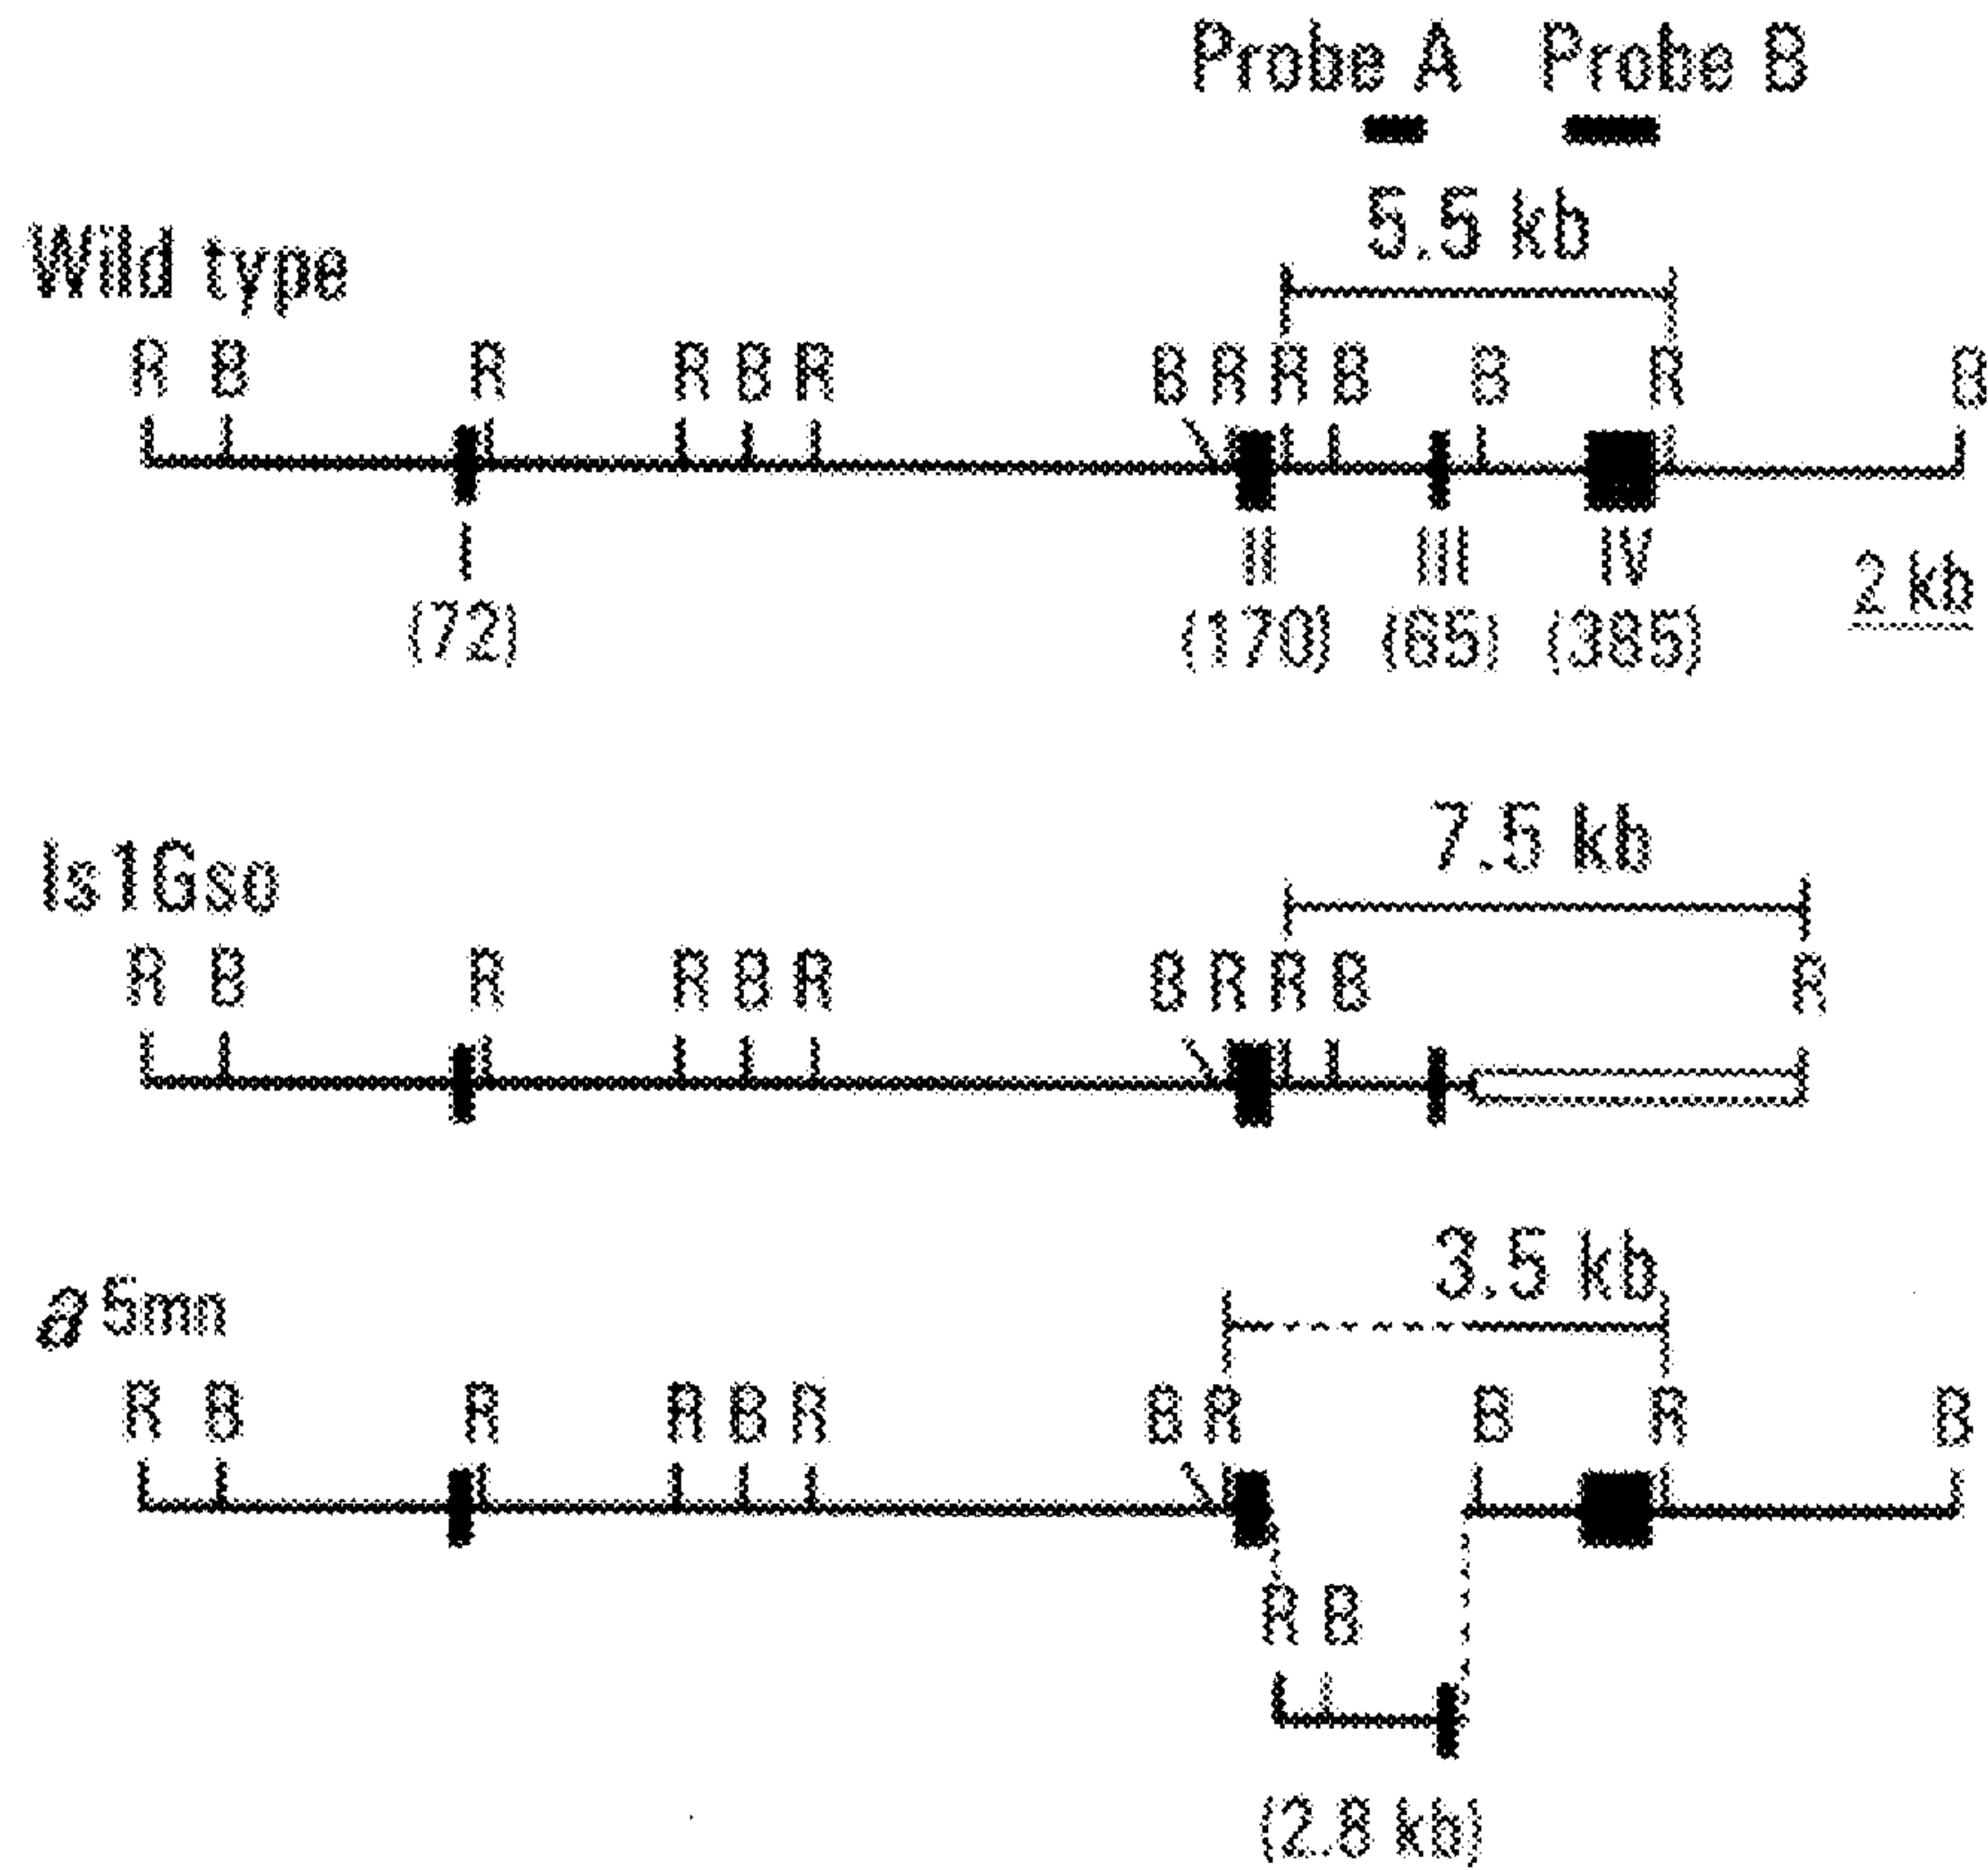 Probe A Probe B
5.5 kb
Wild type
R B R R B R B R R B B R B
I II III IV
(72) (170) (65) (385)
2 kb
7.5 kb
Is1Gso
R B R R B R B R R B R
3.5 kb
a5mn
R B R R B R B R B R B
R B
(2.8 kb)